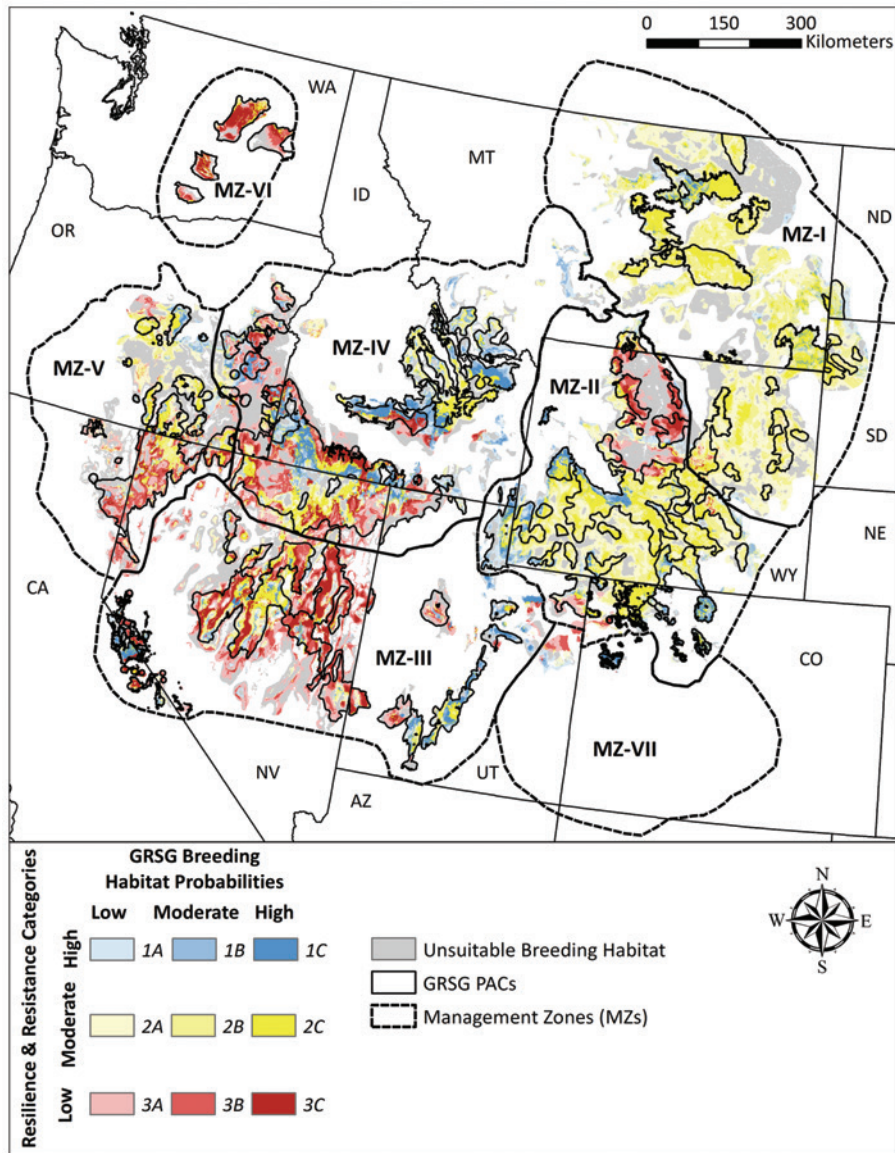 0 150 300
Kilometers
WA
MT
ID
ND
MZ-VI
MZ-I
OR
MZ-V
MZ-IV
MZ-II
SD
NE
WY
CA
MZ-III
CO
MZ-VII
NV
UT
AZ
Resilience & Resistance Categories
High
Moderate
Low
GRSG Breeding
Habitat Probabilities
Low Moderate High
1A 1B 1C
2A 2B 2C
3A 3B 3C
Unsuitable Breeding Habitat
GRSG PACs
Management Zones (MZs)
N
W E
S